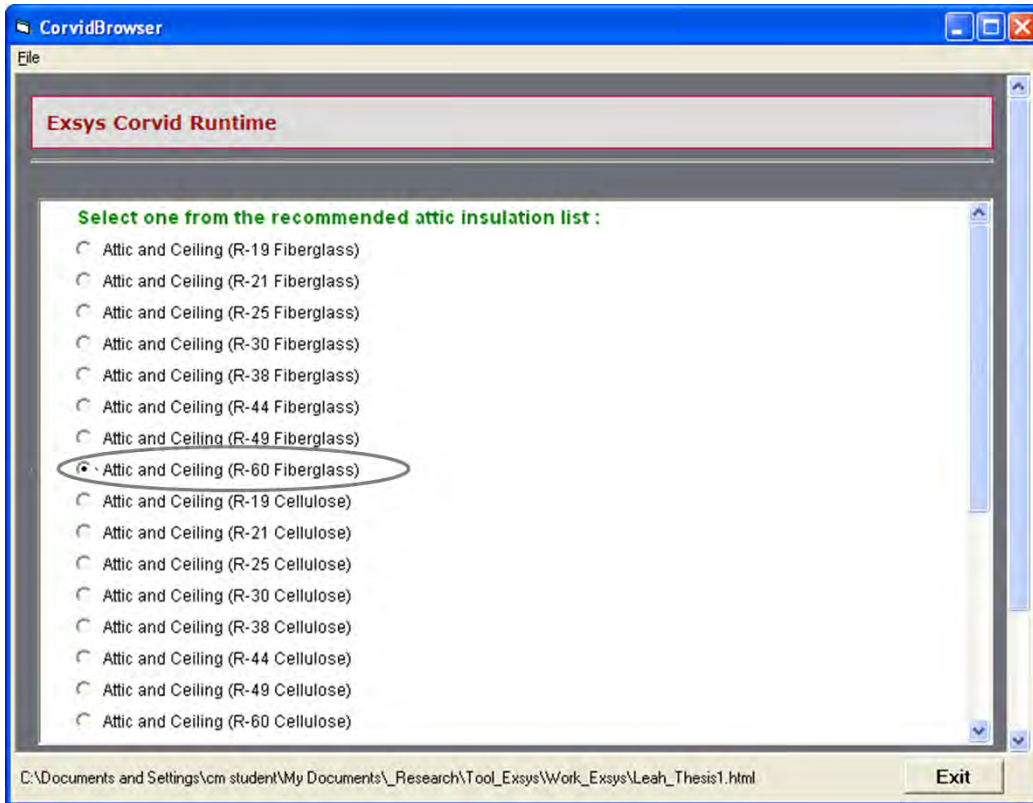 CorvidBrowser
File
Exsys Corvid Runtime
Select one from the recommended attic insulation list :
Attic and Ceiling (R-19 Fiberglass)
Attic and Ceiling (R-21 Fiberglass)
Attic and Ceiling (R-25 Fiberglass)
Attic and Ceiling (R-30 Fiberglass)
Attic and Ceiling (R-38 Fiberglass)
Attic and Ceiling (R-44 Fiberglass)
Attic and Ceiling (R-49 Fiberglass)
Attic and Ceiling (R-60 Fiberglass)
Attic and Ceiling (R-19 Cellulose)
Attic and Ceiling (R-21 Cellulose)
Attic and Ceiling (R-25 Cellulose)
Attic and Ceiling (R-30 Cellulose)
Attic and Ceiling (R-38 Cellulose)
Attic and Ceiling (R-44 Cellulose)
Attic and Ceiling (R-49 Cellulose)
Attic and Ceiling (R-60 Cellulose)
C:\Documents and Settings\cm student\My Documents\_Research\Tool_Exsys\Work_Exsys\Leah_Thesis1.html
Exit